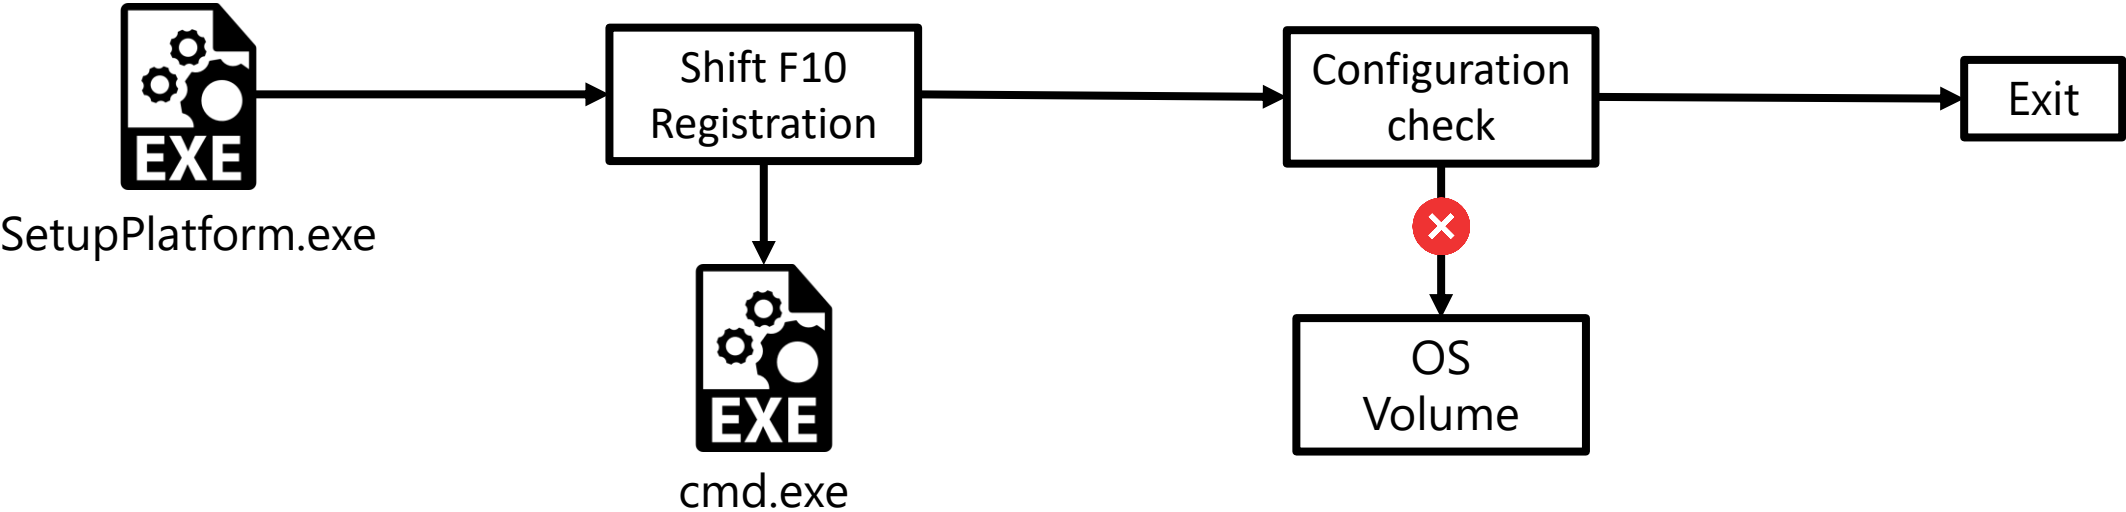 EXE
SetupPlatform.exe
Shift F10
Registration
EXE
cmd.exe
Configuration
check
OS
Volume
Exit